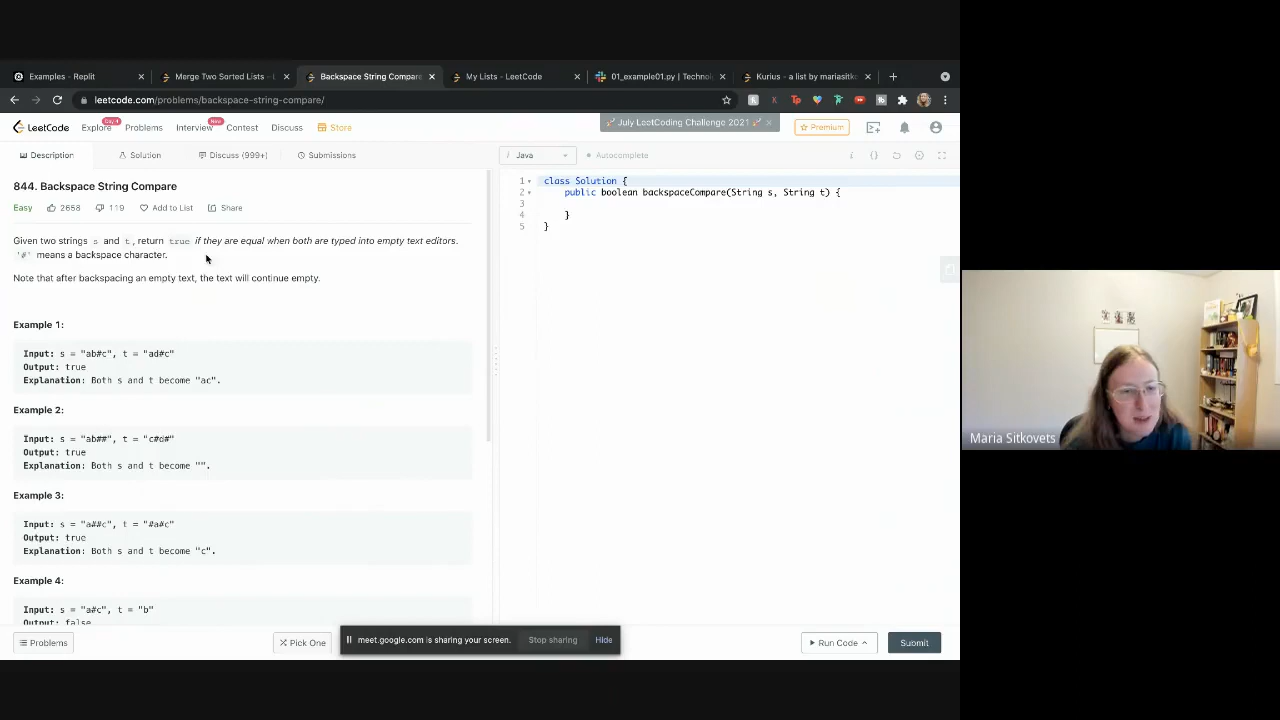 Examples - Replit
Merge Two Sorted Lists - L
Backspace String Compare
My Lists - LeetCode
01_example01.py | Technol
Kurius - a list by mariasitko
leetcode.com/problems/backspace-string-compare/
LeetCode
Explore
Day 4
Problems
Interview
New
Contest
Discuss
Store
July LeetCoding Challenge 2021
Premium
Description
Solution
Discuss (999+)
Submissions
i
Java
Autocomplete
i
{}
844. Backspace String Compare
Easy
2658
119
Add to List
Share
Given two strings s and t, return true if they are equal when both are typed into empty text editors.
'#' means a backspace character.
Note that after backspacing an empty text, the text will continue empty.
Example 1:
Input: s = "ab#c", t = "ad#c"
Output: true
Explanation: Both s and t become "ac".
Example 2:
Input: s = "ab##", t = "c#d#"
Output: true
Explanation: Both s and t become "".
Example 3:
Input: s = "a##c", t = "#a#c"
Output: true
Explanation: Both s and t become "c".
Example 4:
Input: s = "a#c", t = "b"
Output: false
1 class Solution {
2 public boolean backspaceCompare(String s, String t) {
3
4 }
5 }
Problems
Pick One
meet.google.com is sharing your screen.
Stop sharing
Hide
Run Code
Submit
Maria Sitkovets